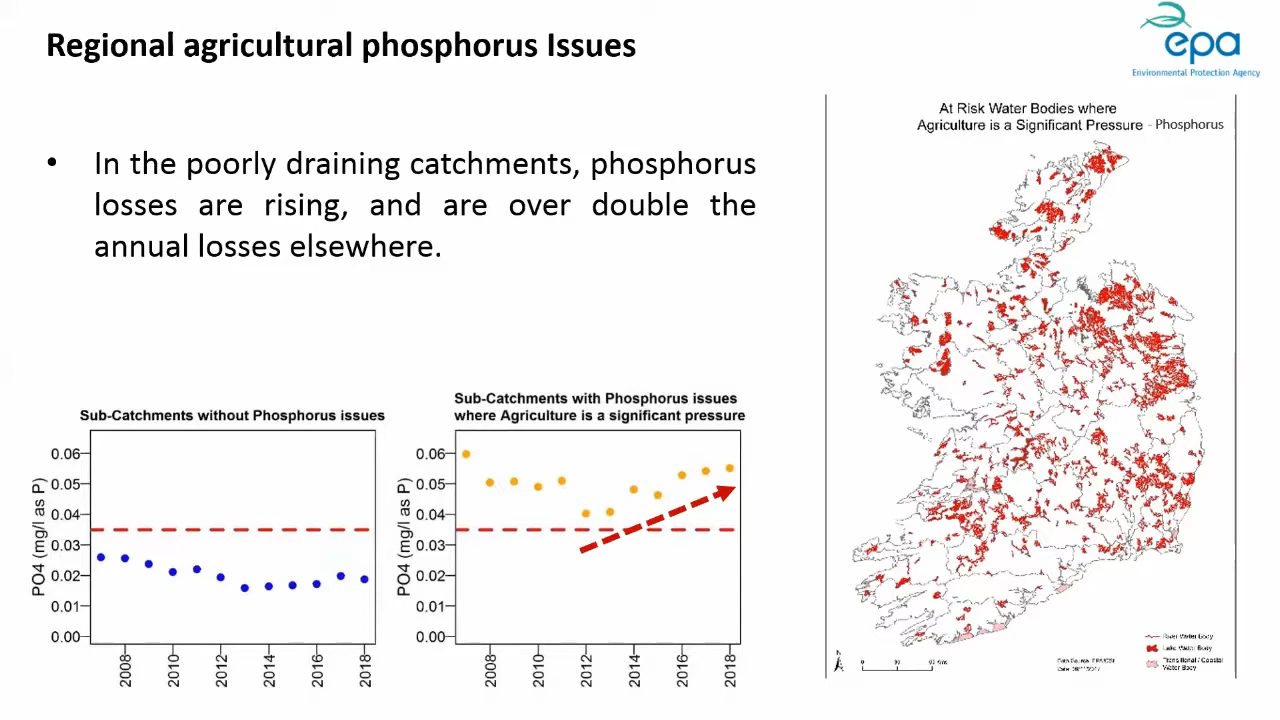 Regional agricultural phosphorus Issues
epa
Environmental Protection Agency
• In the poorly draining catchments, phosphorus
losses are rising, and are over double the
annual losses elsewhere.
Sub-Catchments without Phosphorus issues
PO4 (mg/l as P)
0.06
0.05
0.04
0.03
0.02
0.01
0.00
2008
2010
2012
2014
2016
2018
Sub-Catchments with Phosphorus issues
where Agriculture is a significant pressure
PO4 (mg/l as P)
0.06
0.05
0.04
0.03
0.02
0.01
0.00
2008
2010
2012
2014
2016
2018
At Risk Water Bodies where
Agriculture is a Significant Pressure - Phosphorus
N
River Water Body
Lake Water Body
Transitional / Coastal
Water Body
0